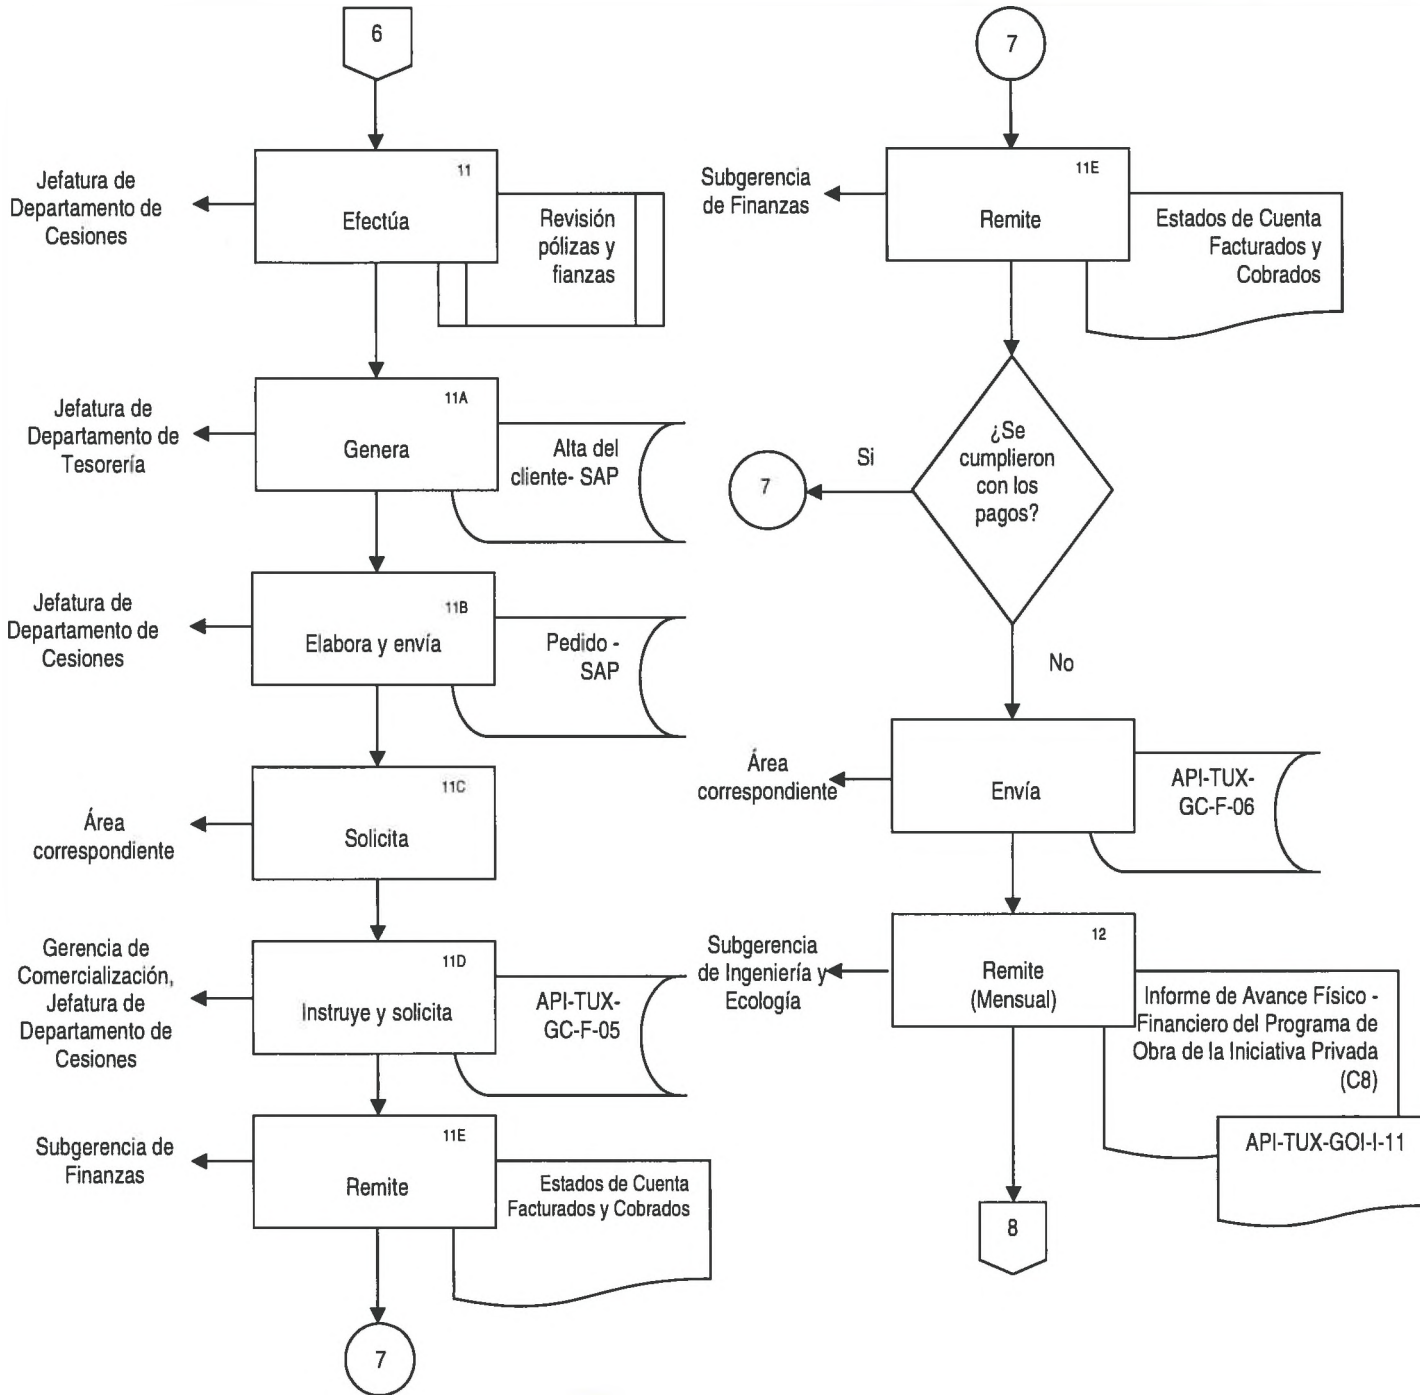 6
Jefatura de
Departamento de
Cesiones
11
Efectúa
Revisión
pólizas y
fianzas
Jefatura de
Departamento de
Tesorería
11A
Genera
Alta del
cliente- SAP
Jefatura de
Departamento de
Cesiones
11B
Elabora y envía
Pedido -
SAP
Área
correspondiente
11C
Solicita
Gerencia de
Comercialización,
Jefatura de
Departamento de
Cesiones
11D
Instruye y solicita
API-TUX-
GC-F-05
Subgerencia de
Finanzas
11E
Remite
Estados de Cuenta
Facturados y Cobrados
7
7
Subgerencia
de Finanzas
11E
Remite
Estados de Cuenta
Facturados y
Cobrados
¿Se
cumplieron
con los
pagos?
Si
7
No
Área
correspondiente
Envía
API-TUX-
GC-F-06
Subgerencia
de Ingeniería y
Ecología
12
Remite
(Mensual)
Informe de Avance Físico -
Financiero del Programa de
Obra de la Iniciativa Privada
(C8)
API-TUX-GOI-I-11
8